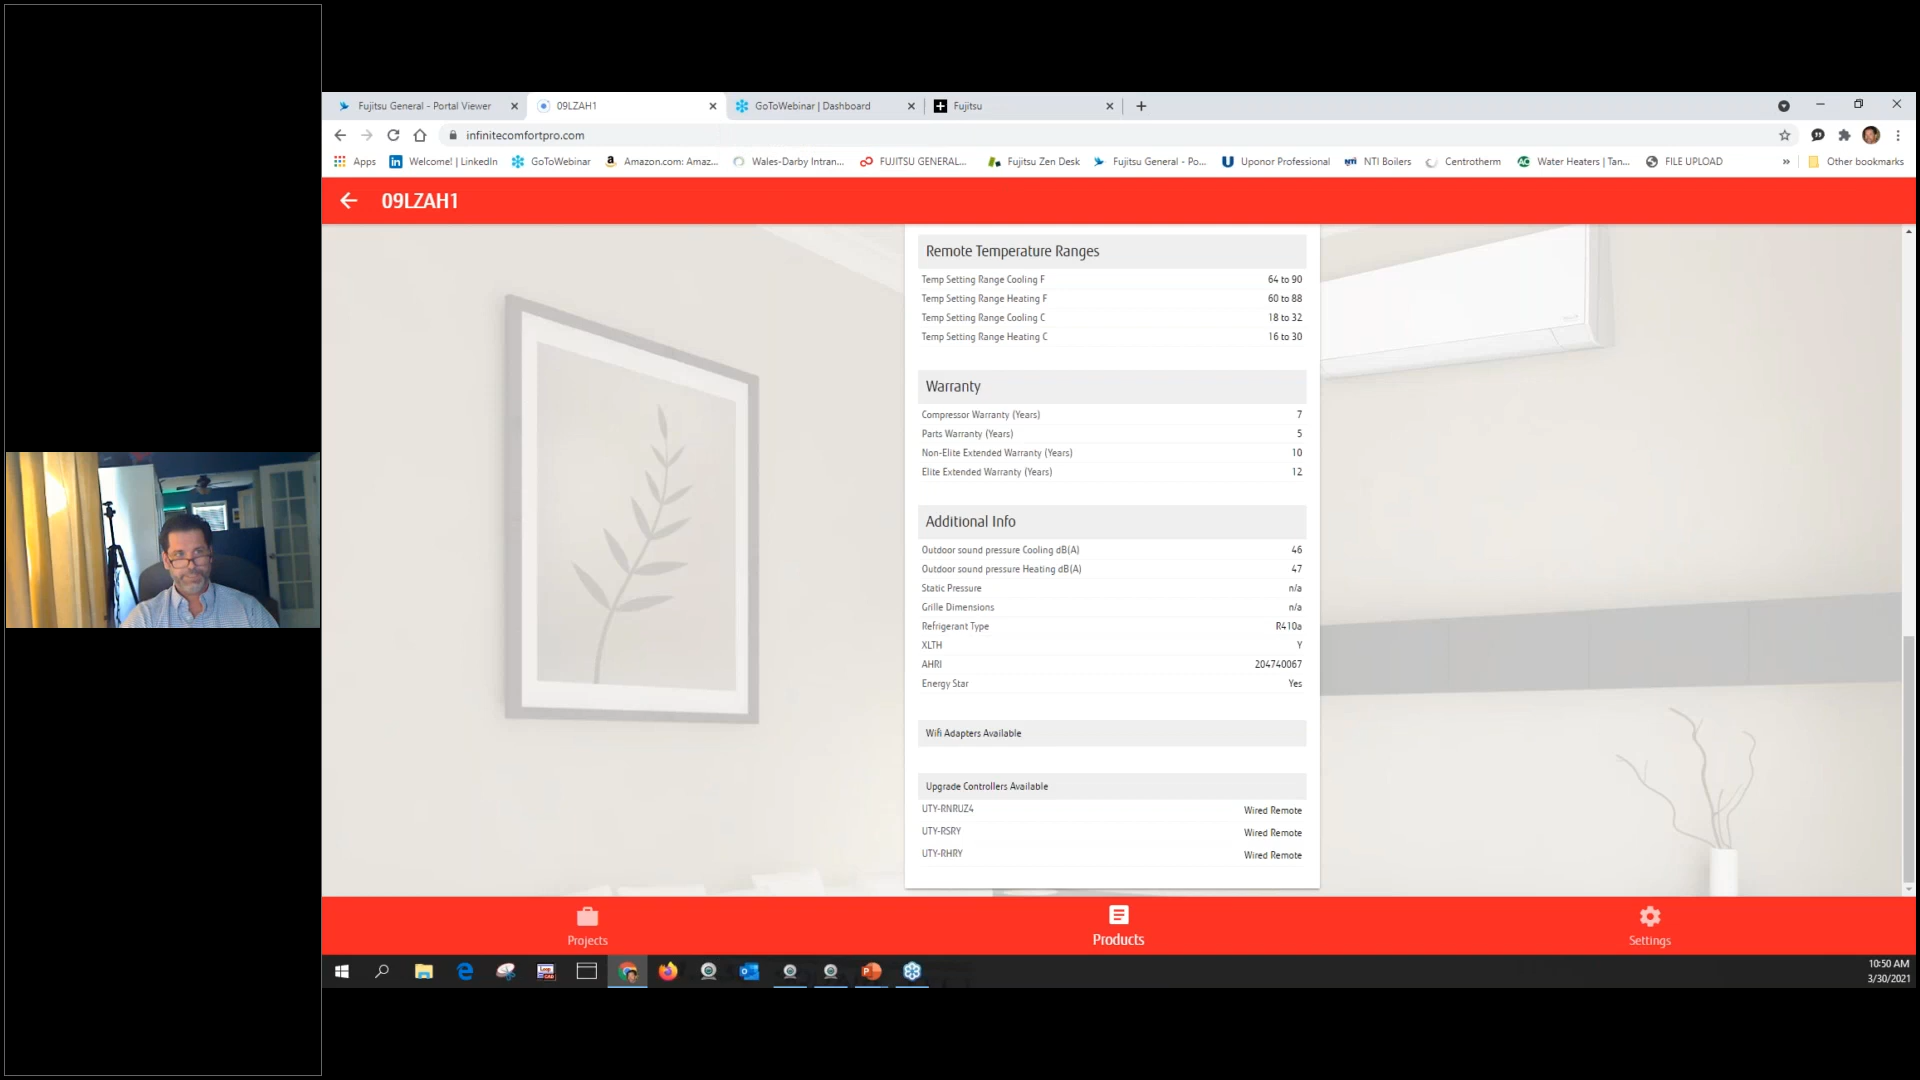 Fujitsu General - Portal Viewer
09LZAH1
GoToWebinar | Dashboard
Fujitsu
infinitecomfortpro.com
Apps
Welcome! | LinkedIn
GoToWebinar
Amazon.com: Amaz...
Wales-Darby Intran...
FUJITSU GENERAL...
Fujitsu Zen Desk
Fujitsu General - Po...
Uponor Professional
NTI Boilers
Centrotherm
Water Heaters | Tan...
FILE UPLOAD
»
Other bookmarks
09LZAH1
Remote Temperature Ranges
Temp Setting Range Cooling F 64 to 90
Temp Setting Range Heating F 60 to 88
Temp Setting Range Cooling C 18 to 32
Temp Setting Range Heating C 16 to 30
Warranty
Compressor Warranty (Years) 7
Parts Warranty (Years) 5
Non-Elite Extended Warranty (Years) 10
Elite Extended Warranty (Years) 12
Additional Info
Outdoor sound pressure Cooling dB(A) 46
Outdoor sound pressure Heating dB(A) 47
Static Pressure n/a
Grille Dimensions n/a
Refrigerant Type R410a
XLTH Y
AHRI 204740067
Energy Star Yes
Wifi Adapters Available
Upgrade Controllers Available
UTY-RNRUZ4 Wired Remote
UTY-RSRY Wired Remote
UTY-RHRY Wired Remote
Projects
Products
Settings
10:50 AM
3/30/2021